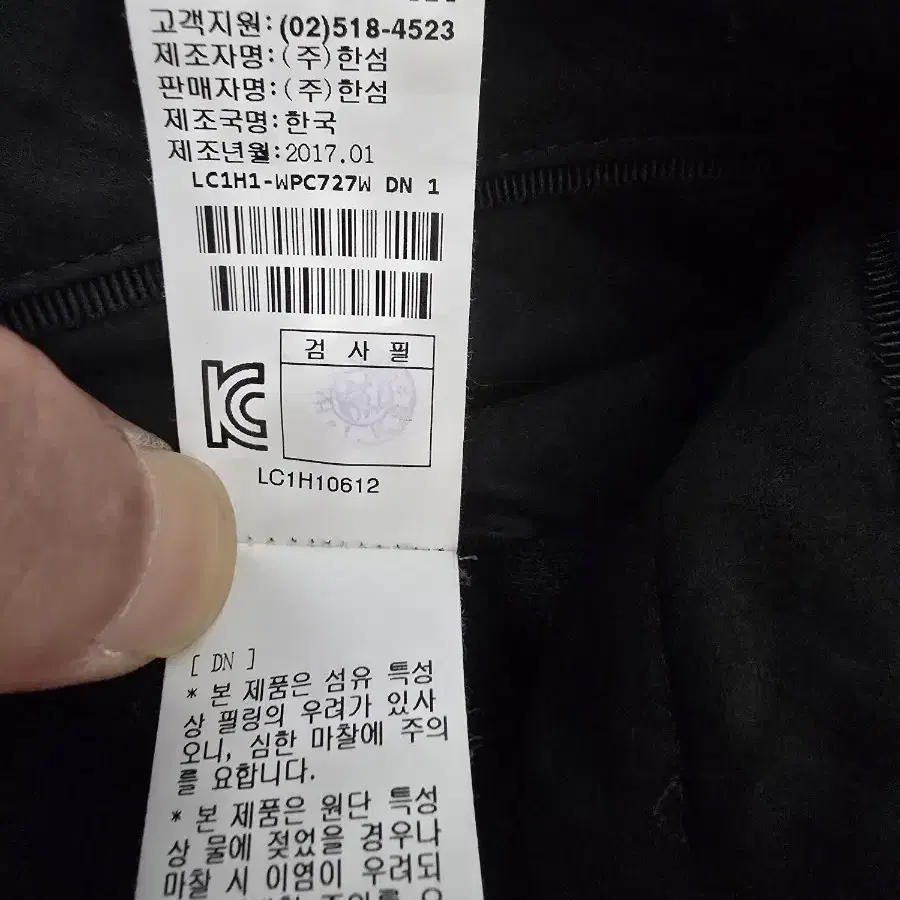 고객지원: (02)518-4523
제조자명: (주)한섬
판매자명: (주)한섬
제조국명: 한국
제조년월: 2017.01
LC1H1-WPC727W DN 1
검 사 필
LC1H10612
[ DN ]
* 본 제품은 섬유 특성
상 필링의 우려가 있사
오니, 심한 마찰에 주의
를 요합니다.
* 본 제품은 원단 특성
상 물에 젖었을 경우나
마찰 시 이염이 우려되